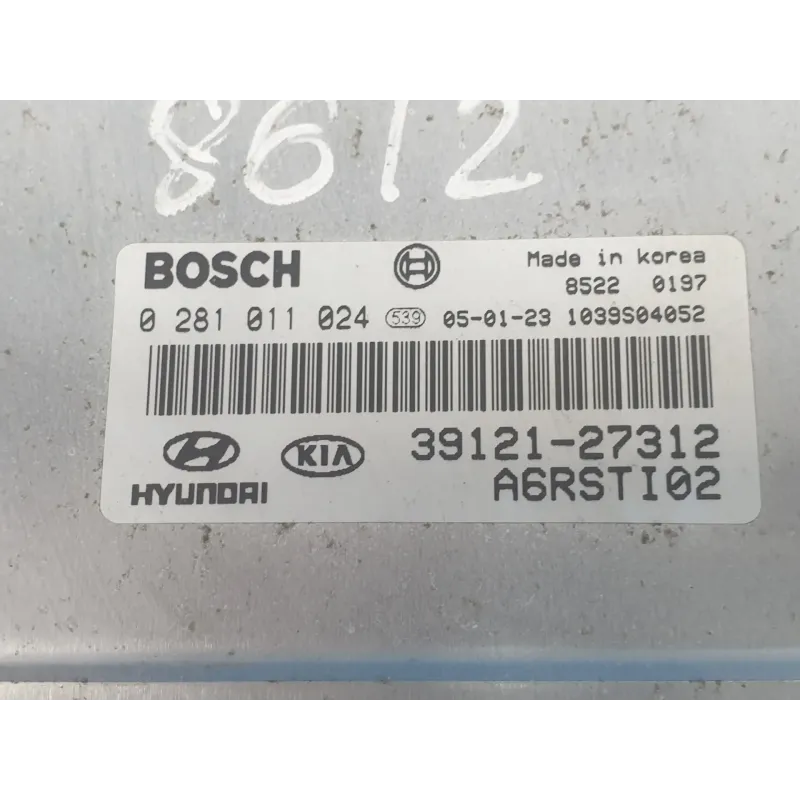 8612
BOSCH
Made in korea
8522 0197
0 281 011 024 539 05-01-23 1039S04052
39121-27312
HYUNDAI KIA
A6RSTI02